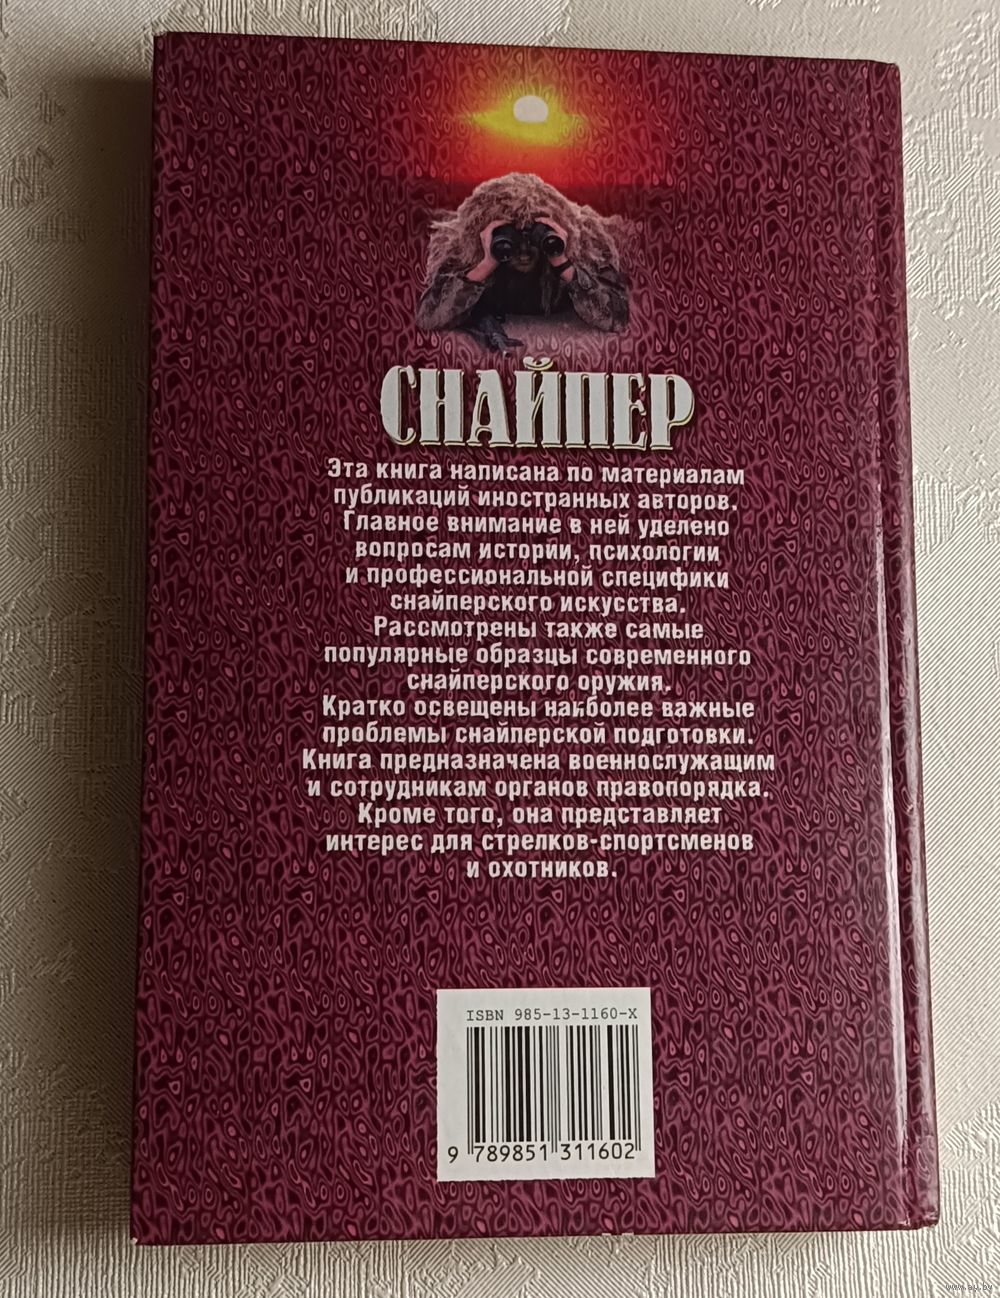 СНАЙПЕР
Эта книга написана по материалам
публикаций иностранных авторов.
Главное внимание в ней уделено
вопросам истории, психологии
и профессиональной специфики
снайперского искусства.
Рассмотрены также самые
популярные образцы современного
снайперского оружия.
Кратко освещены наиболее важные
проблемы снайперской подготовки.
Книга предназначена военнослужащим
и сотрудникам органов правопорядка.
Кроме того, она представляет
интерес для стрелков-спортсменов
и охотников.
ISBN 985-13-1160-X
9 789851 311602
www.ay.by